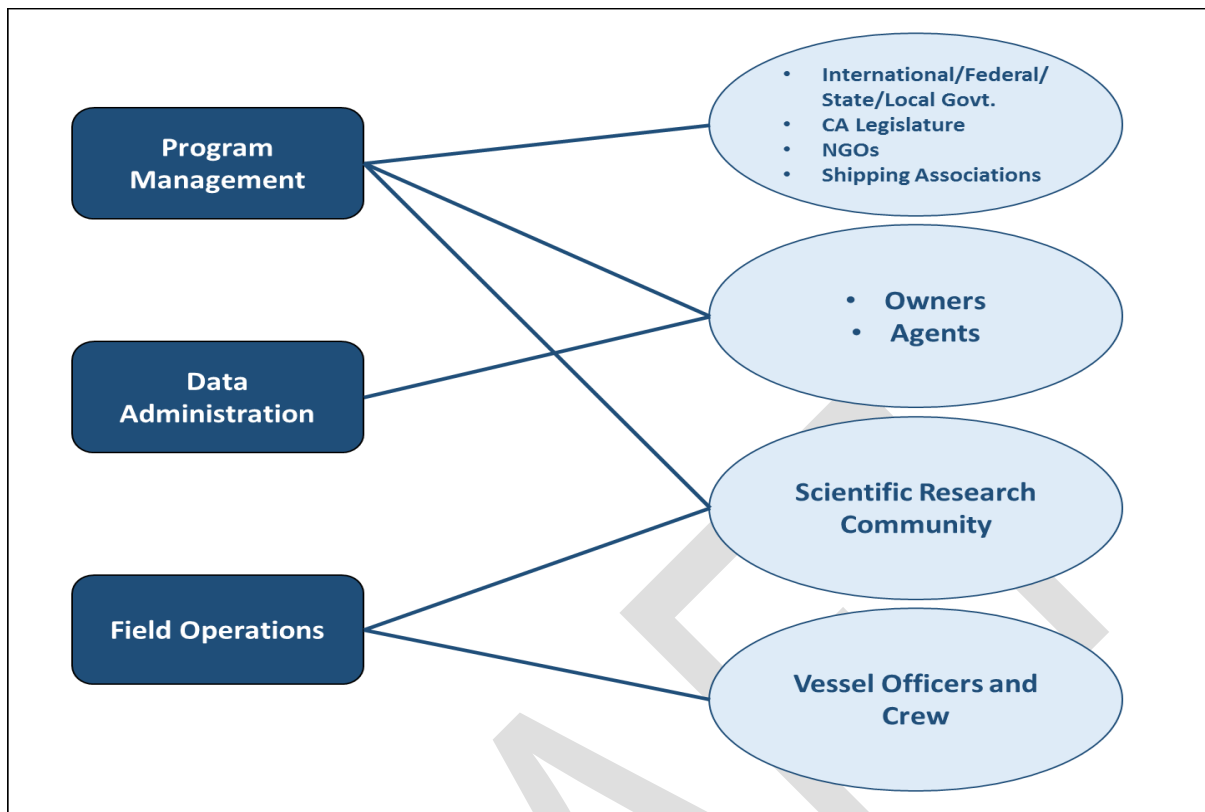 Program
Management
Data
Administration
Field Operations
• International/Federal/
State/Local Govt.
• CA Legislature
• NGOs
• Shipping Associations
• Owners
• Agents
Scientific Research
Community
Vessel Officers and
Crew